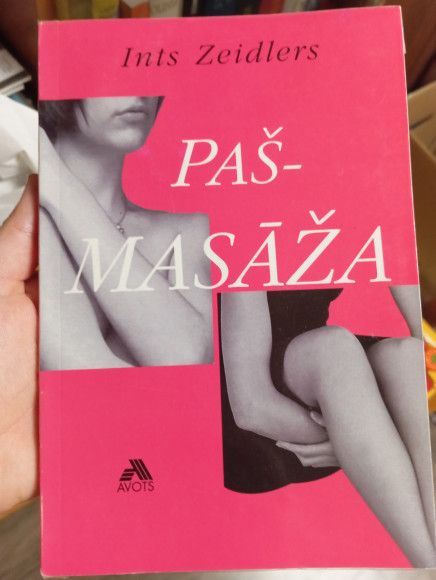 Ints Zeidlers
PAŠ-
MASĀŽA
AVOTS